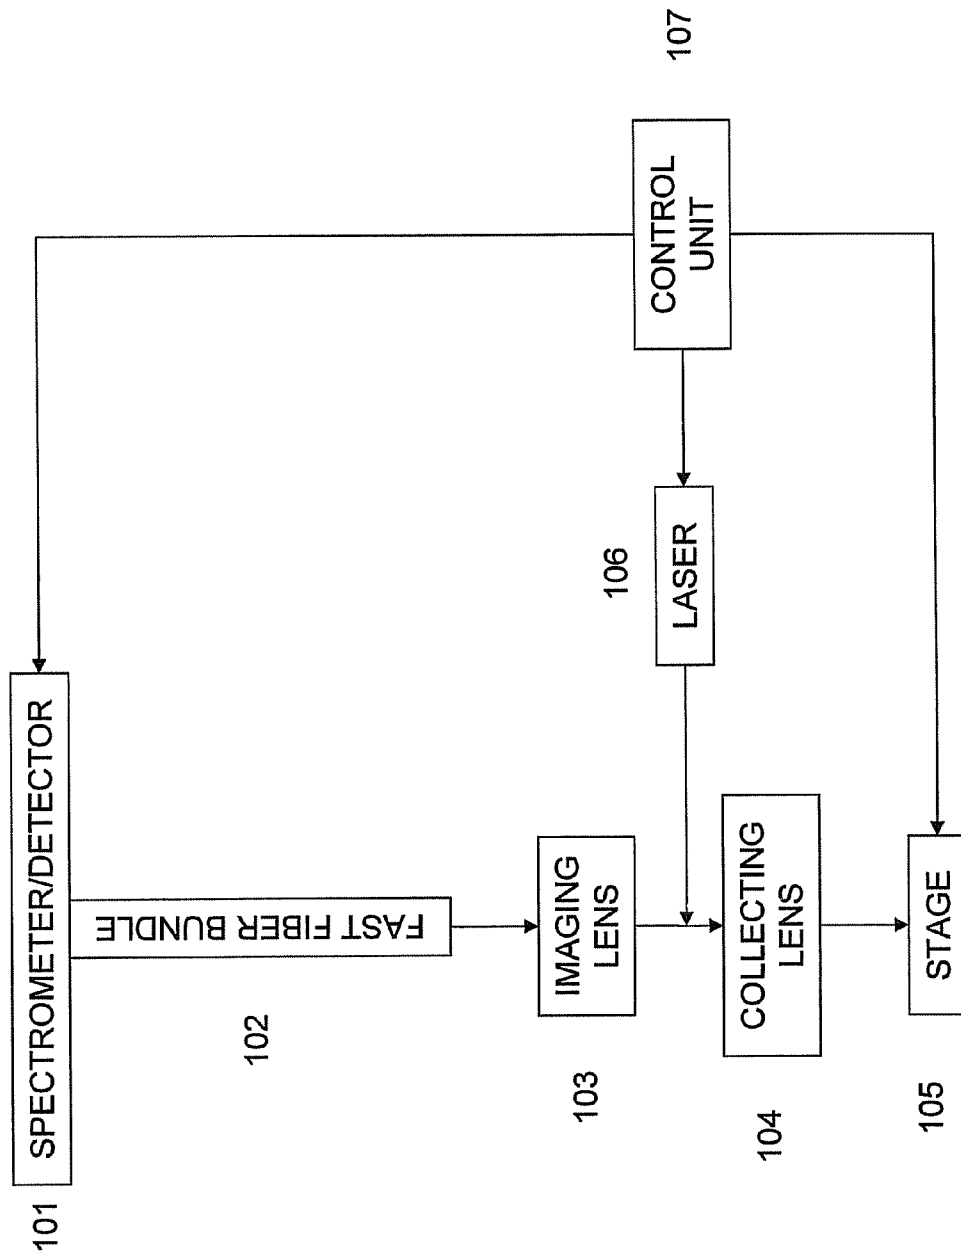 101
SPECTROMETER/DETECTOR
102
FAST FIBER BUNDLE
103
IMAGING
LENS
104
COLLECTING
LENS
105
STAGE
106
LASER
107
CONTROL
UNIT